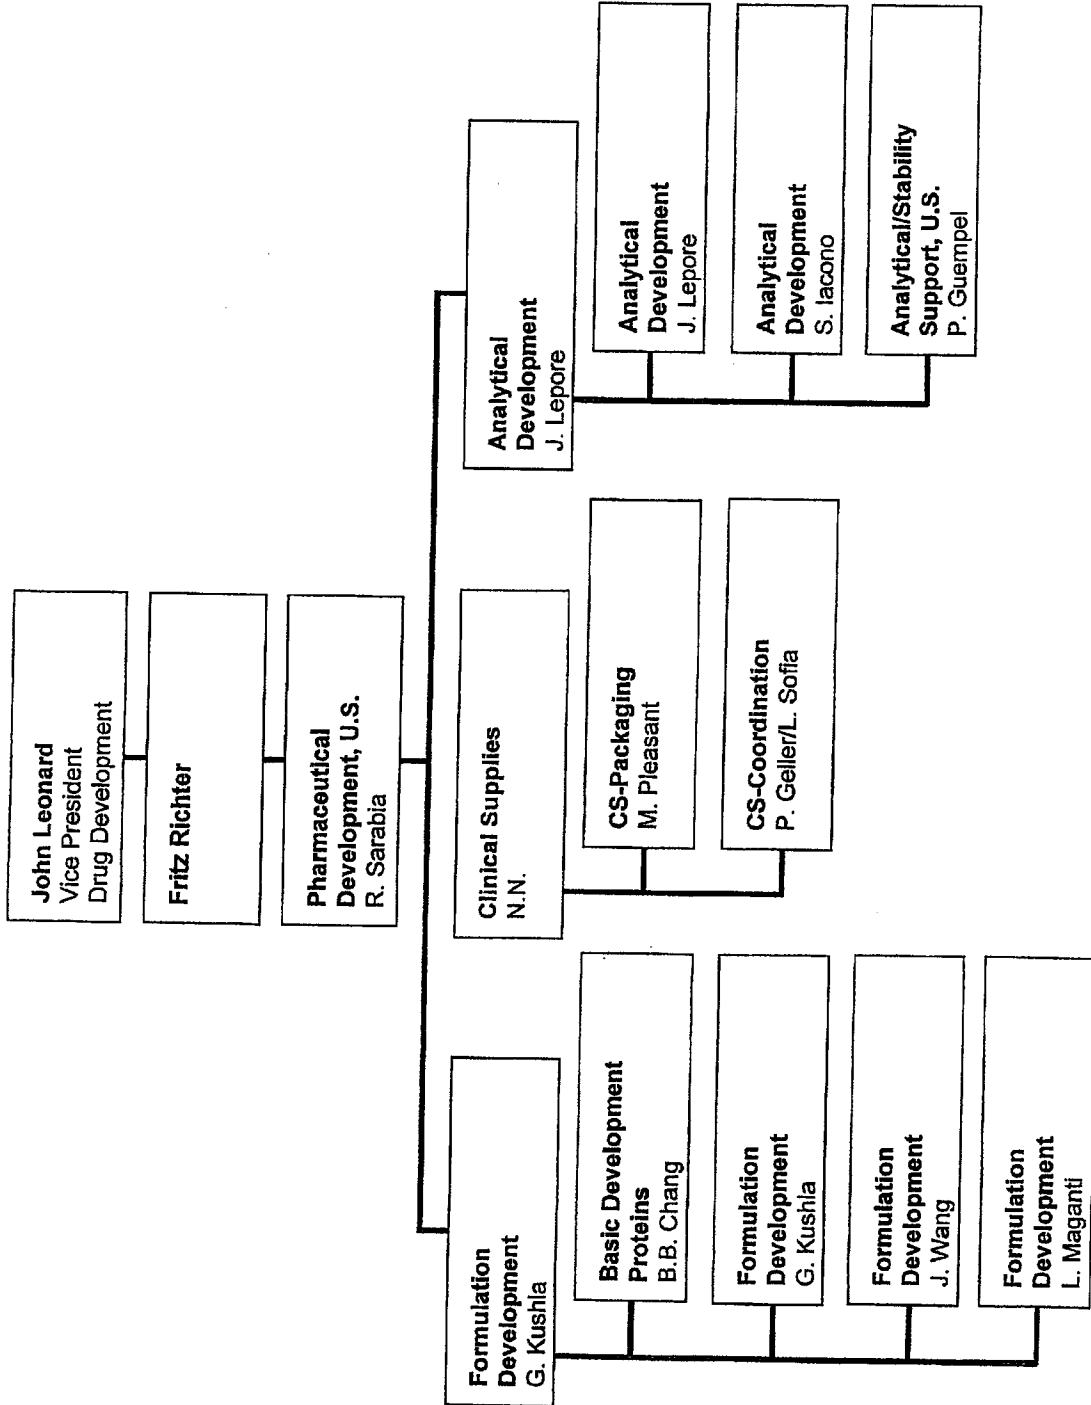 John Leonard
Vice President
Drug Development
Fritz Richter
Pharmaceutical
Development, U.S.
R. Sarabia
Formulation
Development
G. Kushla
Basic Development
Proteins
B.B. Chang
Formulation
Development
G. Kushla
Formulation
Development
J. Wang
Formulation
Development
L. Maganti
Clinical Supplies
N.N.
CS-Packaging
M. Pleasant
CS-Coordination
P. Geller/L. Sofia
Analytical
Development
J. Lepore
Analytical
Development
J. Lepore
Analytical
Development
S. Iacono
Analytical/Stability
Support, U.S.
P. Guempel